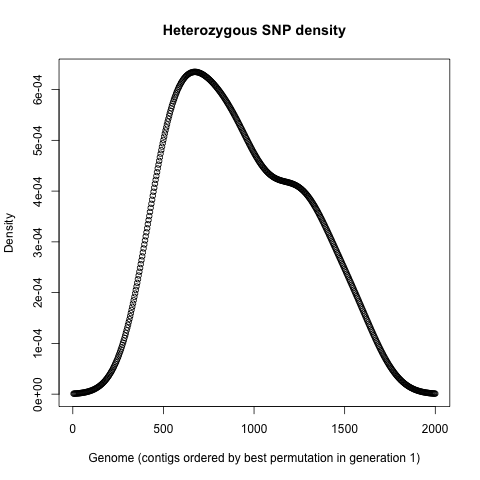 Heterozygous SNP density
Density
6e-04
5e-04
4e-04
3e-04
2e-04
1e-04
0e+00
0 500 1000 1500 2000
Genome (contigs ordered by best permutation in generation 1)